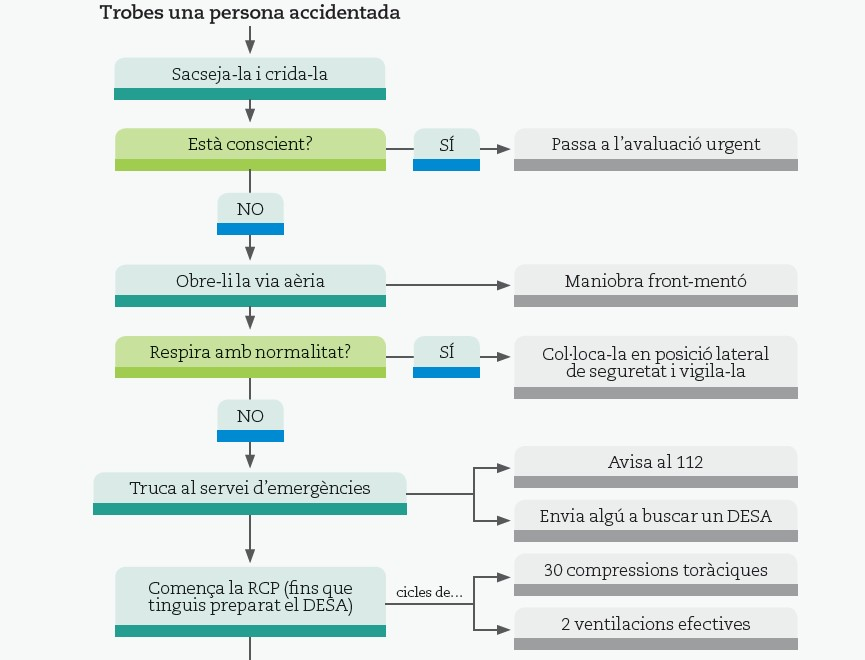 Trobes una persona accidentada
Sacseja-la i crida-la
Està conscient?
SÍ
Passa a l'avaluació urgent
NO
Obre-li la via aèria
Maniobra front-mentó
Respira amb normalitat?
SÍ
Col·loca-la en posició lateral
de seguretat i vigila-la
NO
Truca al servei d'emergències
Avisa al 112
Envia algú a buscar un DESA
Comença la RCP (fins que
tinguis preparat el DESA)
cicles de...
30 compressions toràciques
2 ventilacions efectives